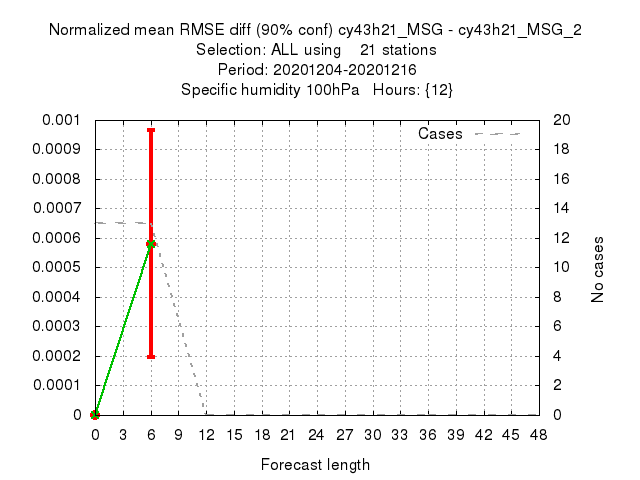 Normalized mean RMSE diff (90% conf) cy43h21_MSG - cy43h21_MSG_2
Selection: ALL using    21 stations
Period: 20201204-20201216
Specific humidity 100hPa   Hours: {12}
Cases
0.001
0.0009
0.0008
0.0007
0.0006
0.0005
0.0004
0.0003
0.0002
0.0001
0
20
18
16
14
12
10
8
6
4
2
0
No cases
0 3 6 9 12 15 18 21 24 27 30 33 36 39 42 45 48
Forecast length